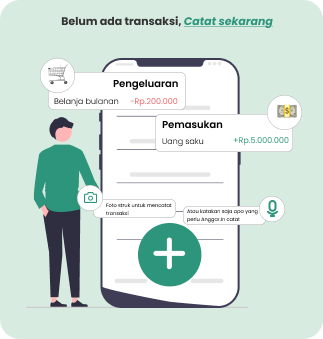 Belum ada transaksi, Catat sekarang
Pengeluaran
Belanja bulanan -Rp.200.000
Pemasukan
Uang saku +Rp.5.000.000
Foto struk untuk mencatat
transaksi
Atau katakan saja apa yang
perlu Anggar.in catat